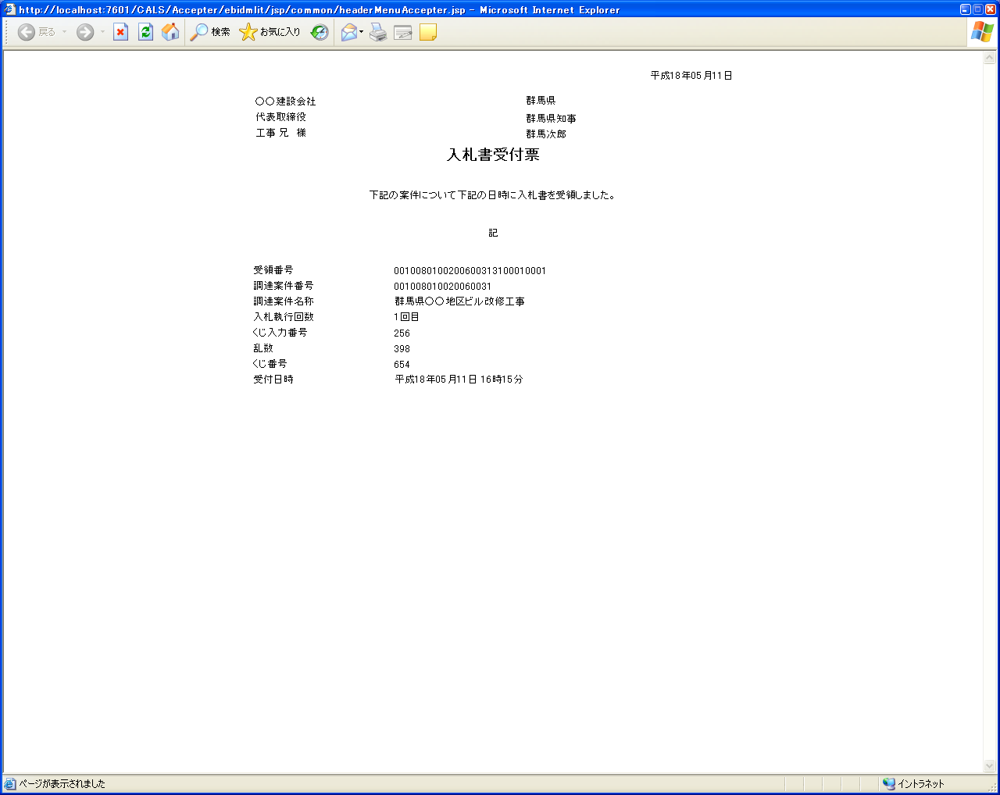 http://localhost:7601/CALS/Accepter/ebidmlit/jsp/common/headerMenuAccepter.jsp - Microsoft Internet Explorer
戻る 検索 お気に入り
平成18年05月11日
〇〇建設会社 群馬県
代表取締役 群馬県知事
工事 兄 様 群馬次郎
入札書受付票
下記の案件について下記の日時に入札書を受領しました。
記
受領番号 0010080100200600313100010001
調達案件番号 001008010020060031
調達案件名称 群馬県〇〇地区ビル改修工事
入札執行回数 1回目
くじ入力番号 256
乱数 398
くじ番号 654
受付日時 平成18年05月11日 16時15分
ページが表示されました イントラネット